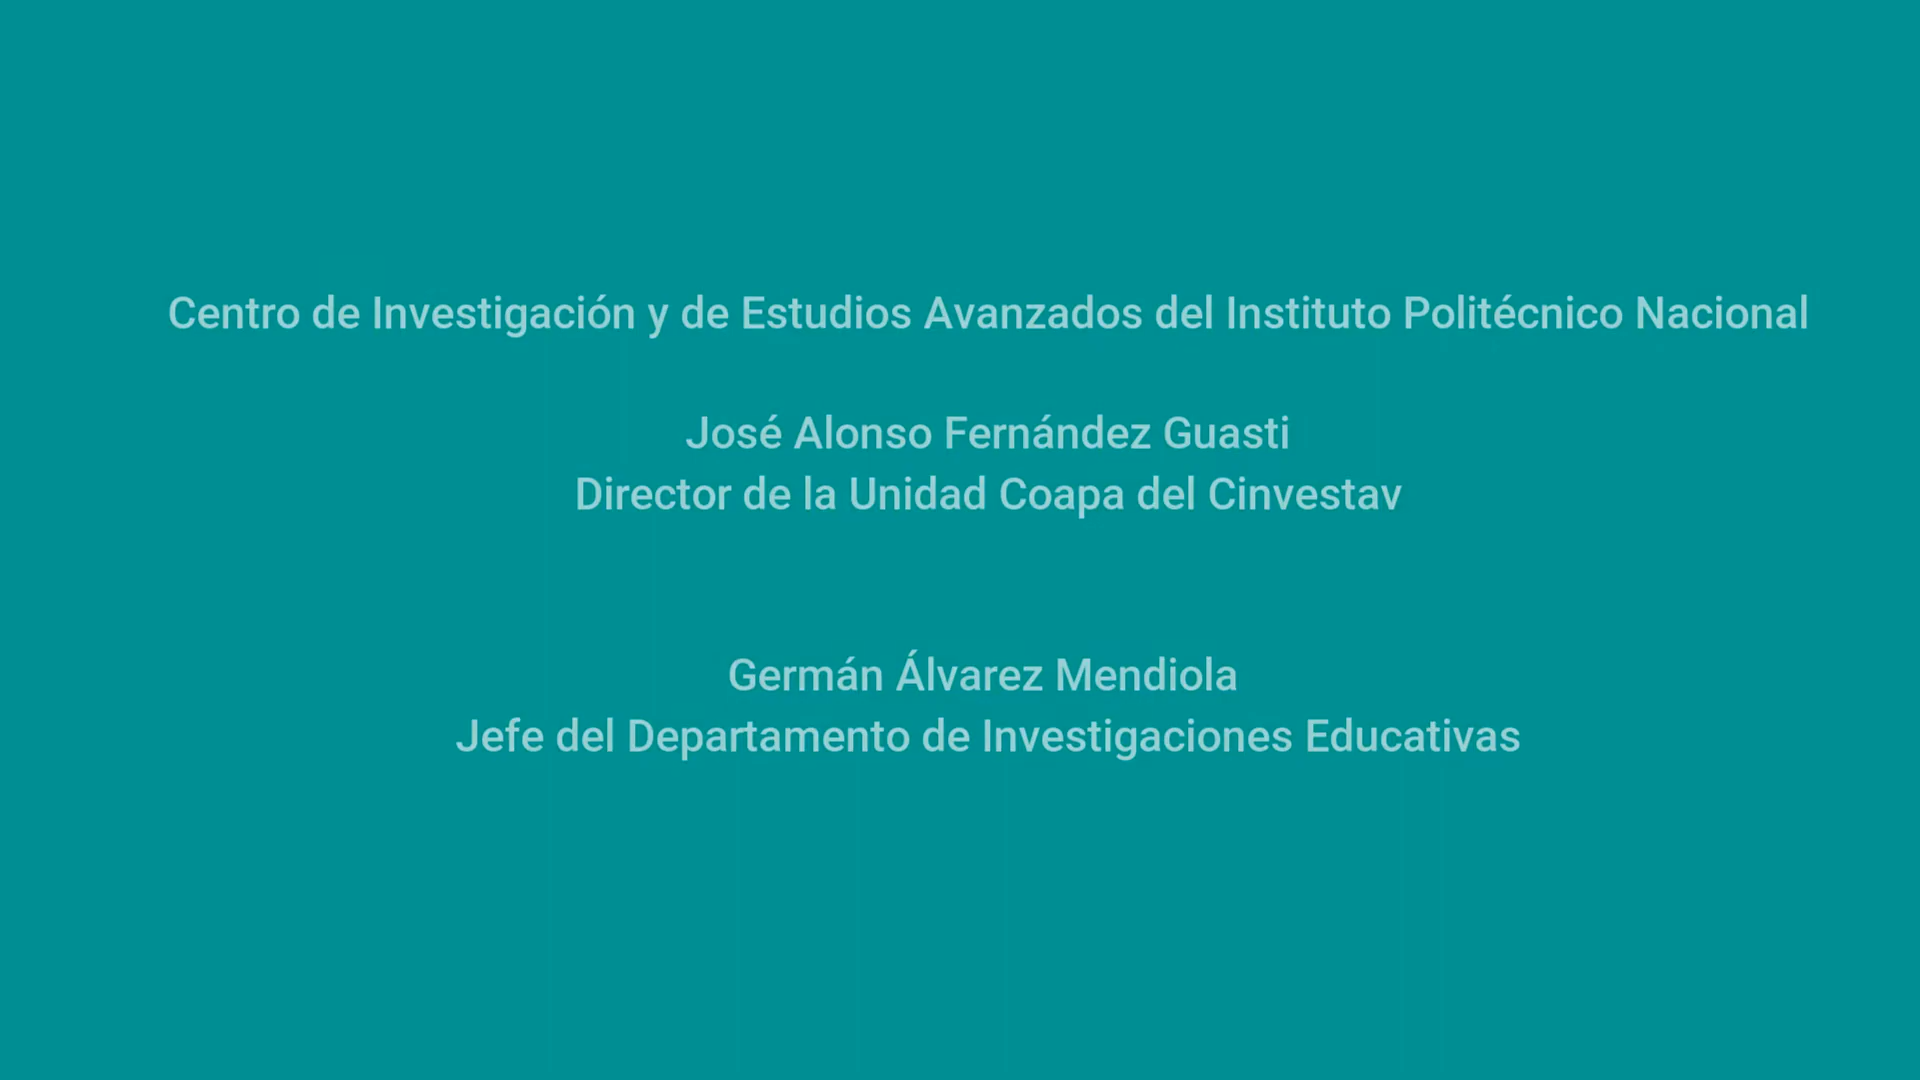 Centro de Investigación y de Estudios Avanzados del Instituto Politécnico Nacional
José Alonso Fernández Guasti
Director de la Unidad Coapa del Cinvestav
Germán Álvarez Mendiola
Jefe del Departamento de Investigaciones Educativas